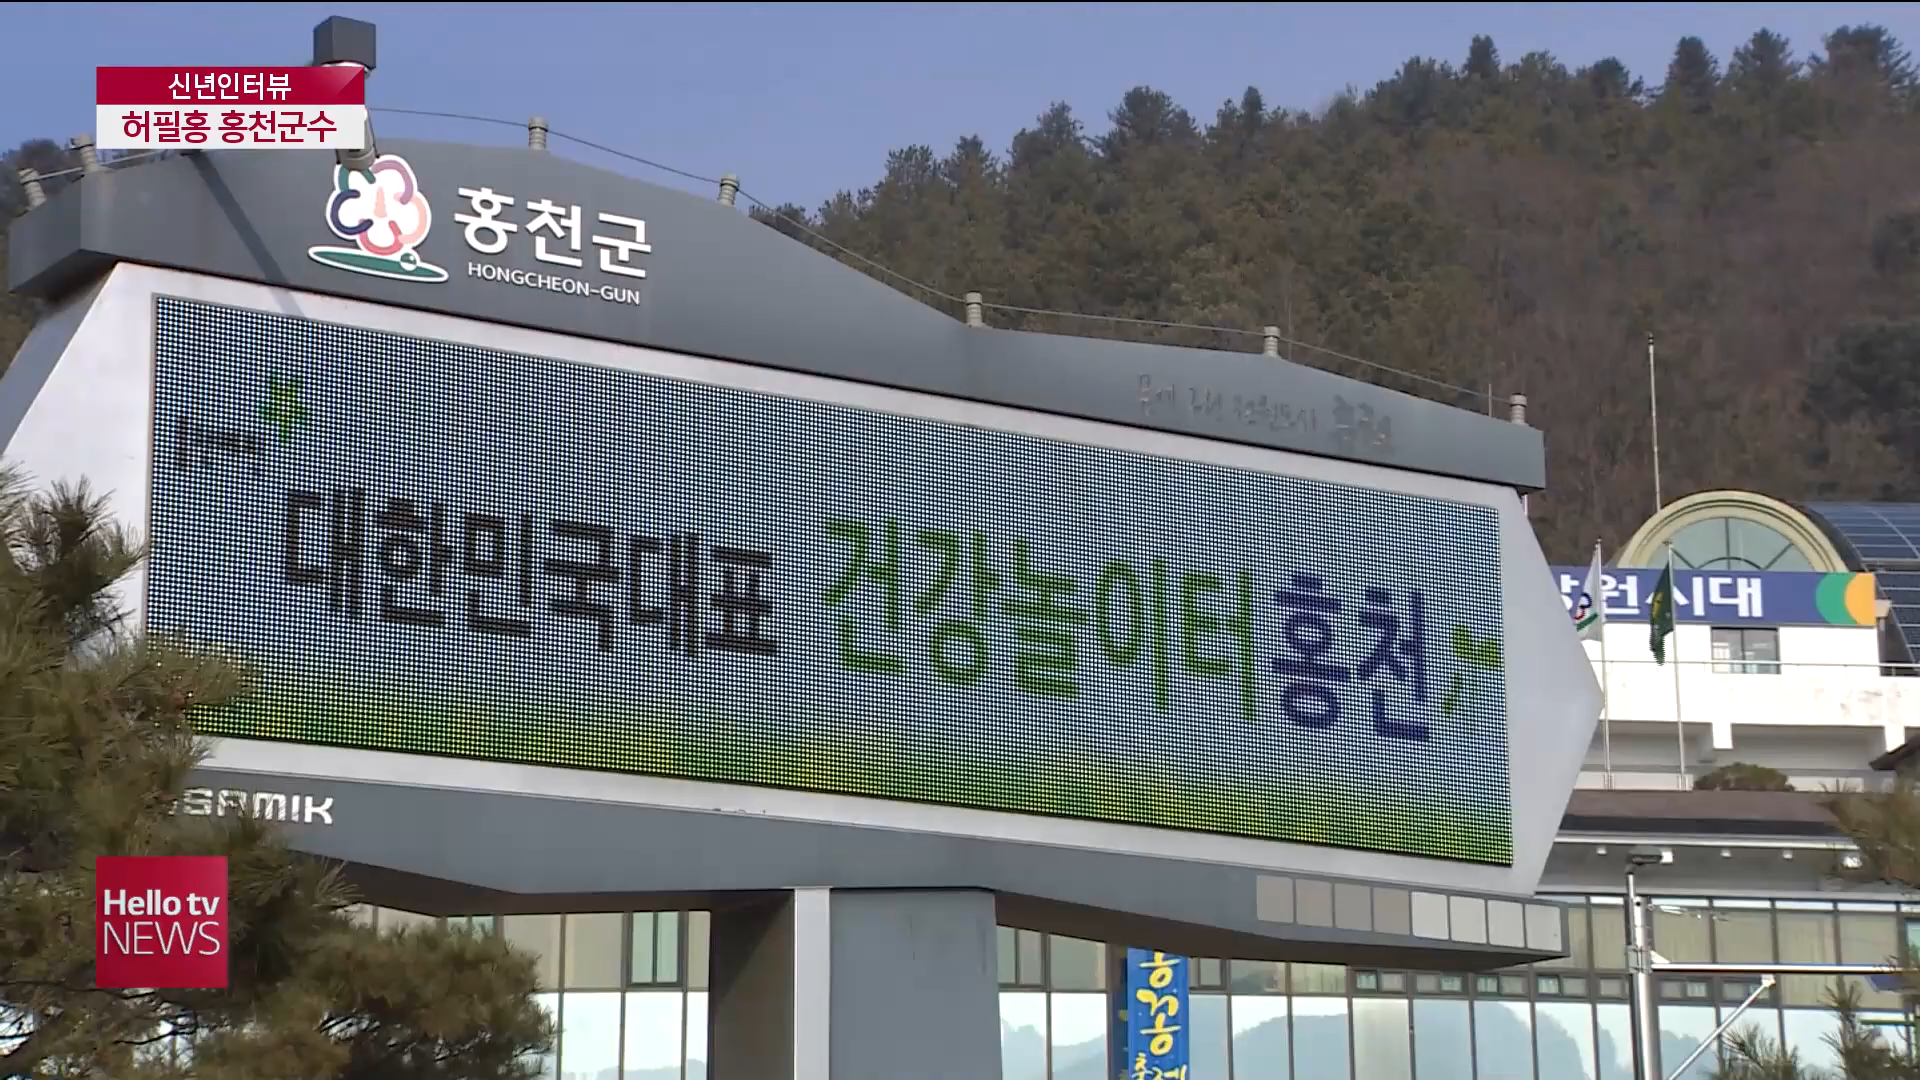 신년인터뷰
허필홍 홍천군수
홍천군
HONGCHEON-GUN
대한민국대표 건강놀이터 홍천
원시대
SAMIK
Hello tv
NEWS